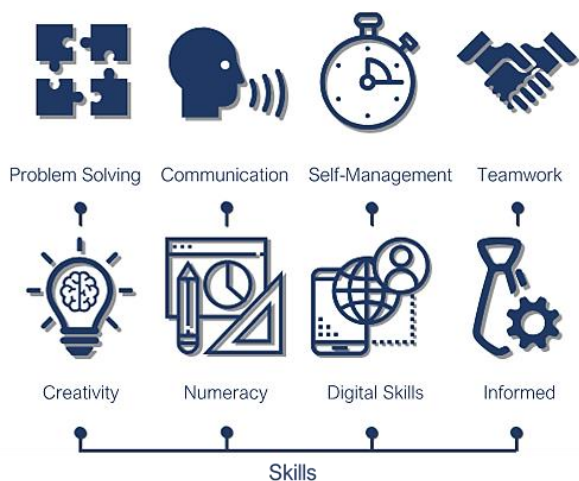 Problem Solving Communication Self-Management Teamwork
Creativity Numeracy Digital Skills Informed
Skills